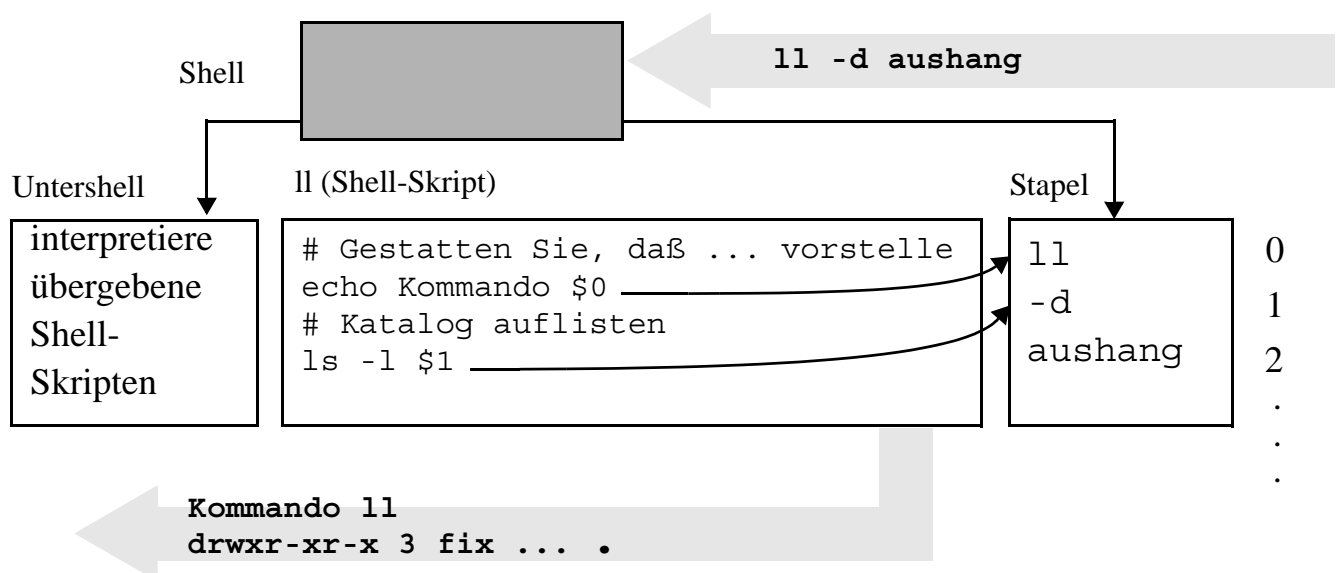 ll -d aushang
Shell
Untershell
ll (Shell-Skript)
Stapel
interpretiere
übergebene
Shell-
Skripten
# Gestatten Sie, daß ... vorstelle
echo Kommando $0
# Katalog auflisten
ls -l $1
ll
-d
aushang
0
1
2
.
.
.
Kommando ll
drwxr-xr-x 3 fix ... .